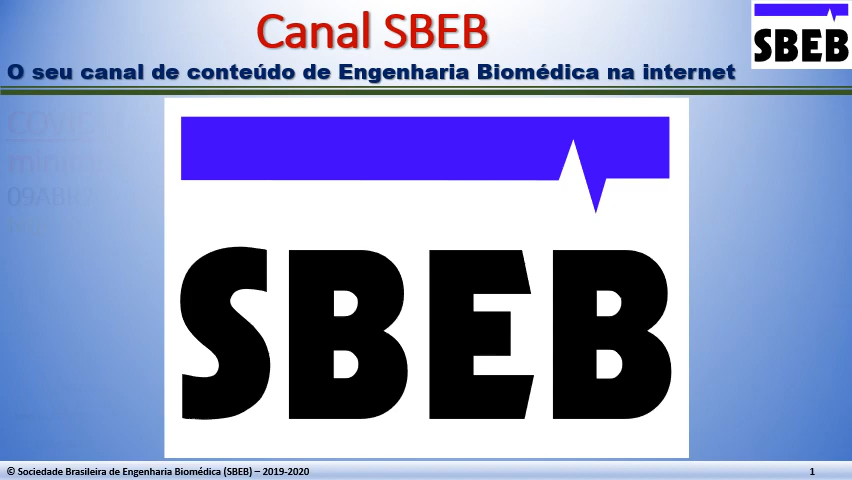 Canal SBEB
SBEB
O seu canal de conteúdo de Engenharia Biomédica na internet
SBEB
© Sociedade Brasileira de Engenharia Biomédica (SBEB) – 2019-2020
1